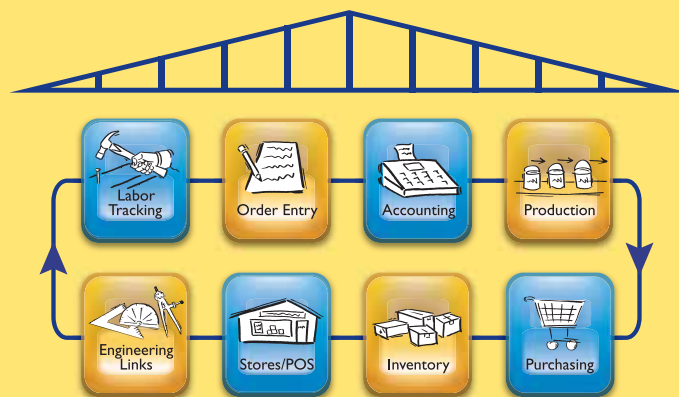 Labor
Tracking
Order Entry
Accounting
Production
Engineering
Links
Stores/POS
Inventory
Purchasing